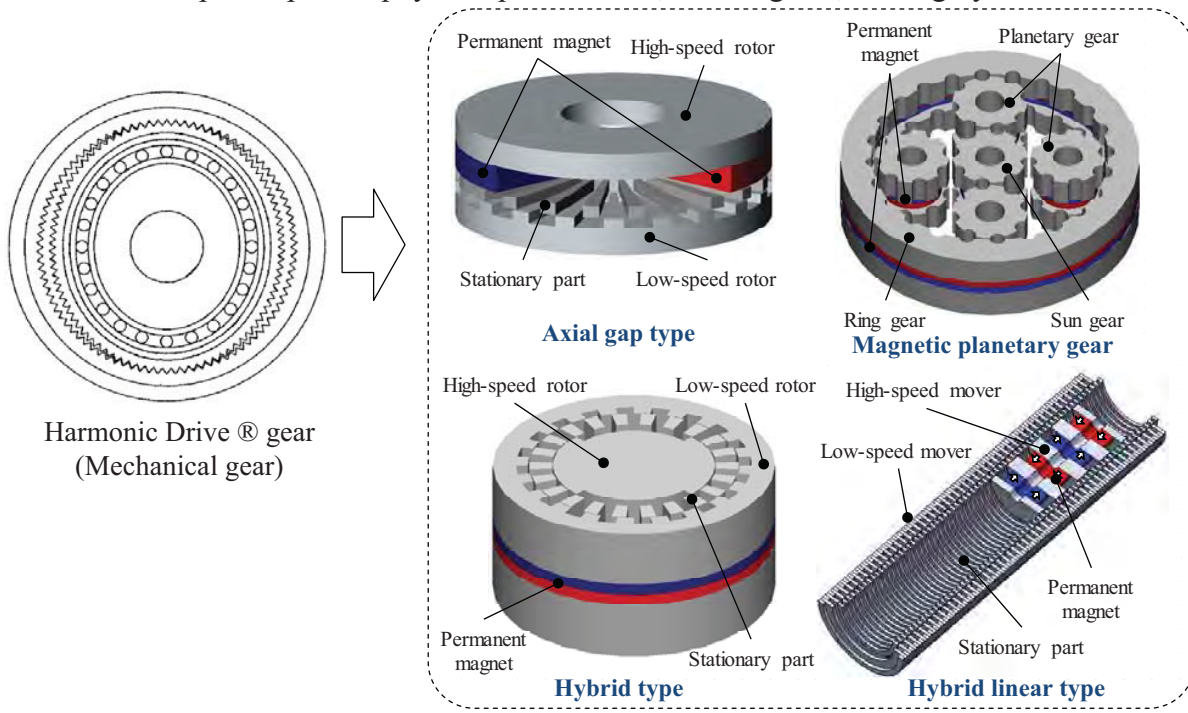 Permanent
magnet
High-speed rotor
Stationary part
Low-speed rotor
Axial gap type
Permanent
magnet
Planetary
gear
Ring gear
Sun gear
Magnetic planetary gear
Harmonic Drive ® gear
(Mechanical gear)
High-speed rotor
Low-speed rotor
Permanent
magnet
Stationary part
Hybrid type
High-speed mover
Low-speed mover
Permanent
magnet
Stationary part
Hybrid linear type